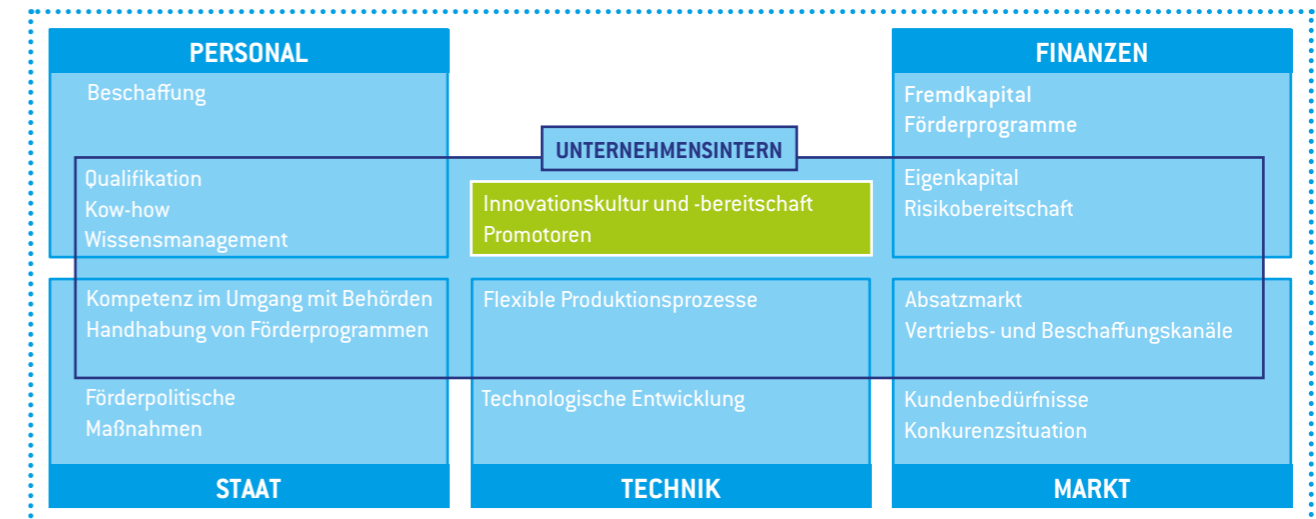 PERSONAL
Beschaffung
Qualifikation
Kow-how
Wissensmanagement
FINANZEN
Fremdkapital
Förderprogramme
Eigenkapital
Risikobereitschaft
UNTERNEHMENSINTERN
Innovationskultur und -bereitschaft
Promotoren
Kompetenz im Umgang mit Behörden
Handhabung von Förderprogrammen
Förderpolitische
Maßnahmen
STAAT
Flexible Produktionsprozesse
Technologische Entwicklung
TECHNIK
Absatzmarkt
Vertriebs- und Beschaffungskanäle
Kundenbedürfnisse
Konkurenzsituation
MARKT